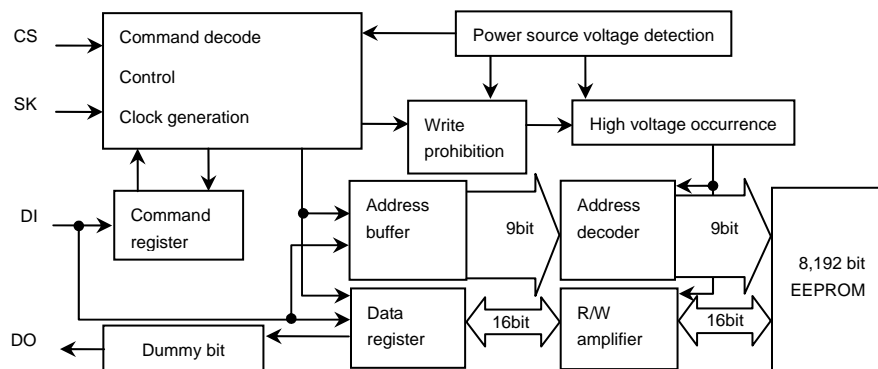 CS
Command decode
Power source voltage detection
Control
SK
Clock generation
Write
prohibition
High voltage occurrence
DI
Command
register
Address
buffer
9bit
Address
decoder
9bit
8,192 bit
EEPROM
Data
register
16bit
R/W
amplifier
16bit
DO
Dummy bit